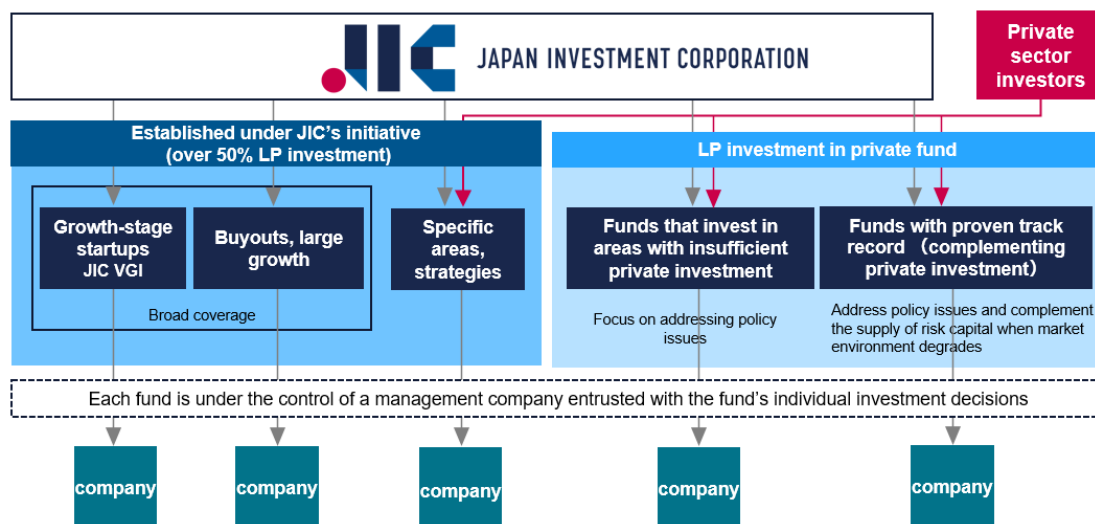 JIC JAPAN INVESTMENT CORPORATION
Private
sector
investors
Established under JIC's initiative
(over 50% LP investment)
LP investment in private fund
Growth-stage
startups
JIC VGI
Buyouts, large
growth
Specific
areas,
strategies
Funds that invest in
areas with insufficient
private investment
Funds with proven track
record （complementing
private investment）
Broad coverage
Focus on addressing policy
issues
Address policy issues and complement
the supply of risk capital when market
environment degrades
Each fund is under the control of a management company entrusted with the fund's individual investment decisions
company
company
company
company
company